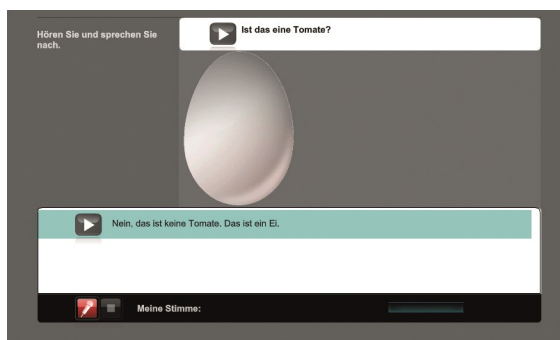 Hören Sie und sprechen Sie
nach.
Ist das eine Tomate?
Nein, das ist keine Tomate. Das ist ein Ei.
Meine Stimme: